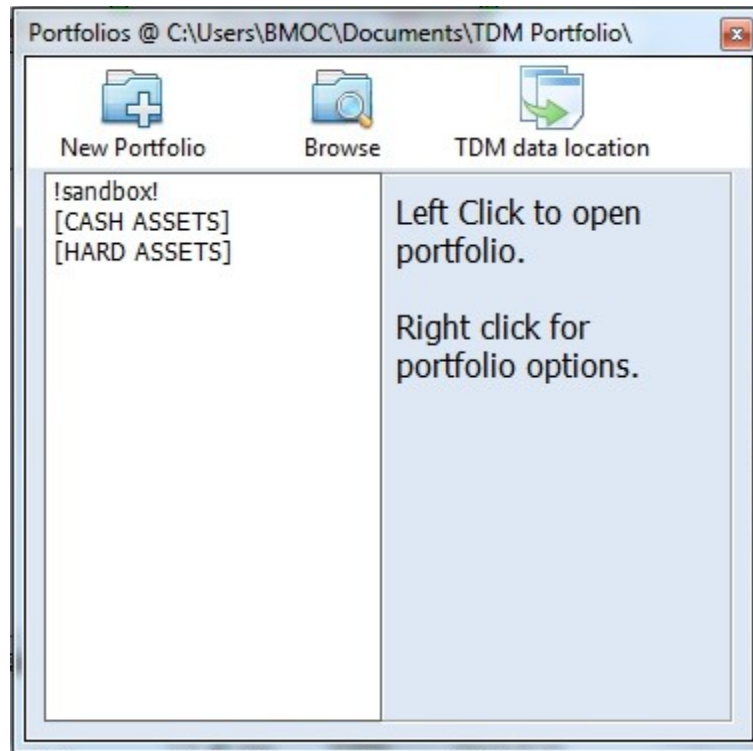 Portfolios @ C:\Users\BMOC\Documents\TDM Portfolio\
New Portfolio
Browse
TDM data location
!sandbox!
[CASH ASSETS]
[HARD ASSETS]
Left Click to open
portfolio.
Right click for
portfolio options.